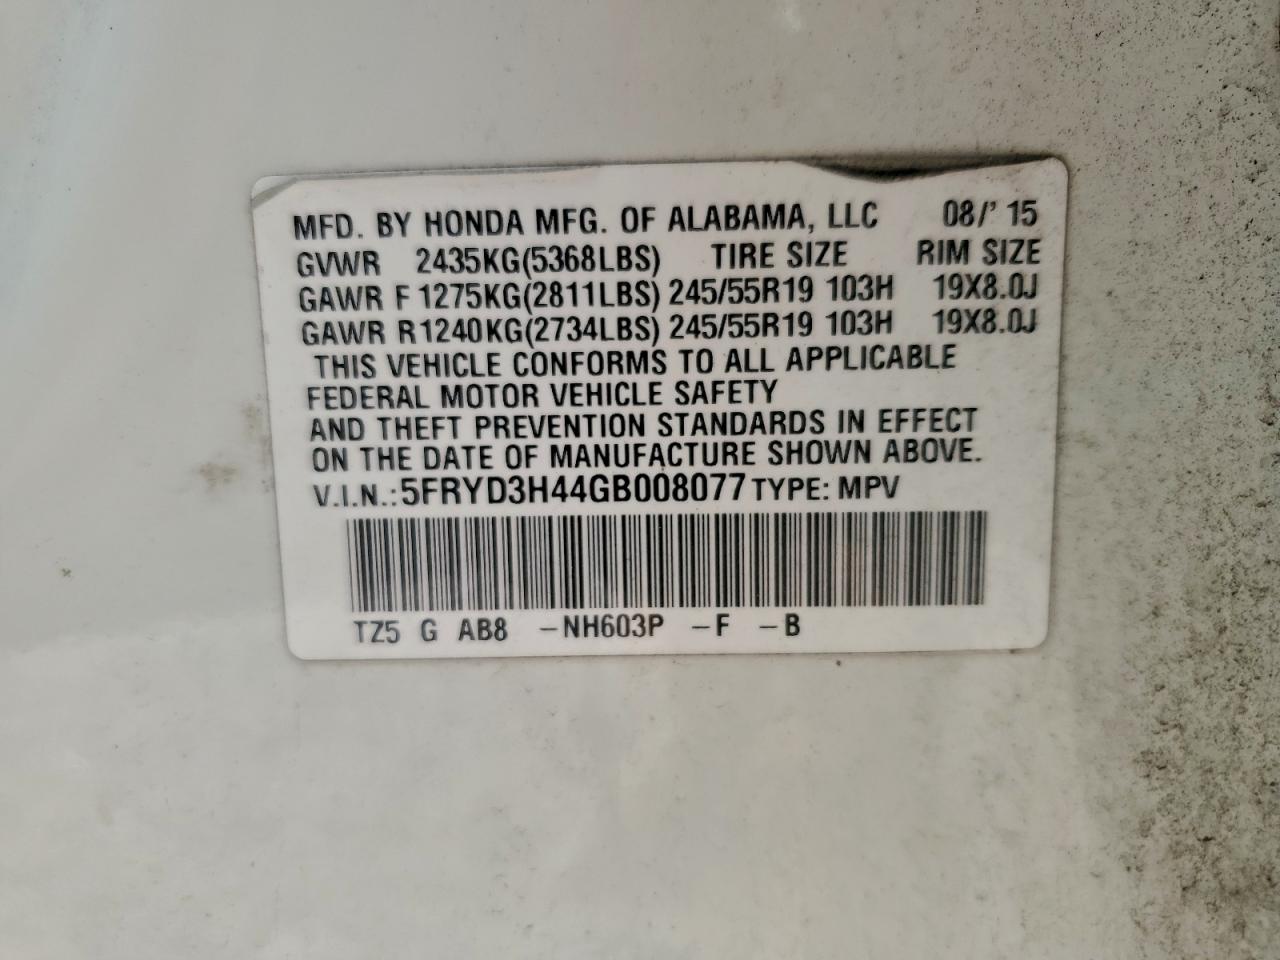 MFD. BY HONDA MFG. OF ALABAMA, LLC 08/' 15
GVWR 2435KG(5368LBS) TIRE SIZE RIM SIZE
GAWR F 1275KG(2811LBS) 245/55R19 103H 19X8.0J
GAWR R 1240KG(2734LBS) 245/55R19 103H 19X8.0J
THIS VEHICLE CONFORMS TO ALL APPLICABLE
FEDERAL MOTOR VEHICLE SAFETY
AND THEFT PREVENTION STANDARDS IN EFFECT
ON THE DATE OF MANUFACTURE SHOWN ABOVE.
V.I.N.: 5FRYD3H44GB008077 TYPE: MPV
TZ5 G AB8 –NH603P –F –B